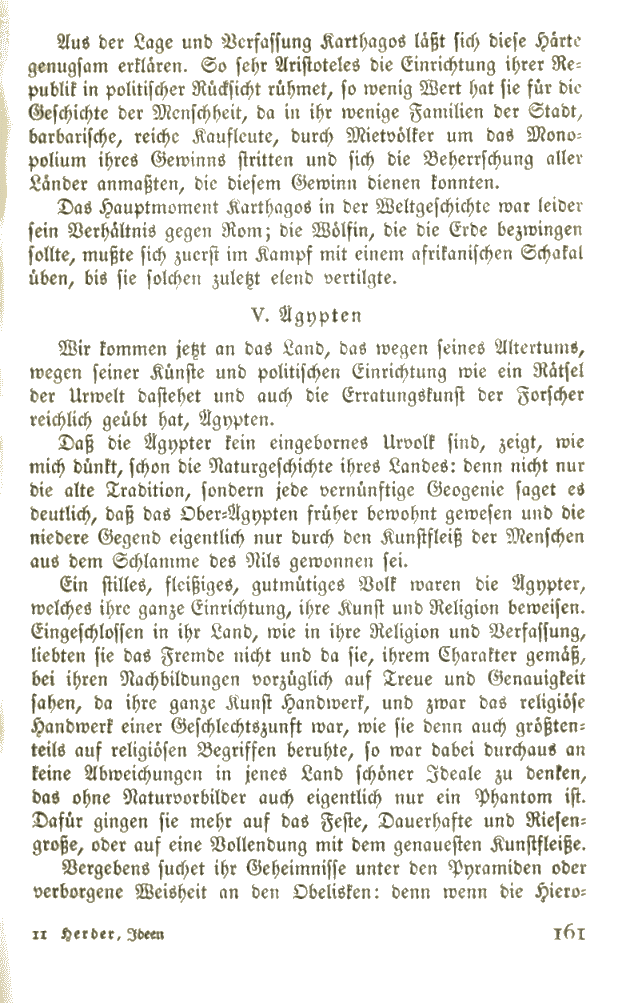 Aus der Lage und Verfassung Karthagos läßt sich diese Härte
genugsam erklären. So sehr Aristoteles die Einrichtung ihrer Re-
publik in politischer Rücksicht rühmet, so wenig Wert hat sie für die
Geschichte der Menschheit, da in ihr wenige Familien der Stadt,
barbarische, reiche Kaufleute, durch Mietvölker um das Mono-
polium ihres Gewinns stritten und sich die Beherrschung aller
Länder anmaßten, die diesem Gewinn dienen konnten.
Das Hauptmoment Karthagos in der Weltgeschichte war leider
sein Verhältnis gegen Rom; die Wölfin, die die Erde bezwingen
sollte, mußte sich zuerst im Kampf mit einem afrikanischen Schakal
üben, bis sie solchen zuletzt elend vertilgte.
V. Ägypten
Wir kommen jetzt an das Land, das wegen seines Altertums,
wegen seiner Künste und politischen Einrichtung wie ein Rätsel
der Urwelt dastehet und auch die Erratungskunst der Forscher
reichlich geübt hat, Ägypten.
Daß die Ägypter kein eingebornes Urvolk sind, zeigt, wie
mich dünkt, schon die Naturgeschichte ihres Landes: denn nicht nur
die alte Tradition, sondern jede vernünftige Geogenie saget es
deutlich, daß das Ober-Ägypten früher bewohnt gewesen und die
niedere Gegend eigentlich nur durch den Kunstfleiß der Menschen
aus dem Schlamme des Nils gewonnen sei.
Ein stilles, fleißiges, gutmütiges Volk waren die Ägypter,
welches ihre ganze Einrichtung, ihre Kunst und Religion beweisen.
Eingeschlossen in ihr Land, wie in ihre Religion und Verfassung,
liebten sie das Fremde nicht und da sie, ihrem Charakter gemäß,
bei ihren Nachbildungen vorzüglich auf Treue und Genauigkeit
sahen, da ihre ganze Kunst Handwerk, und zwar das religiöse
Handwerk einer Geschlechtszunft war, wie sie denn auch größten-
teils auf religiösen Begriffen beruhte, so war dabei durchaus an
keine Abweichungen in jenes Land schöner Ideale zu denken,
das ohne Naturvorbilder auch eigentlich nur ein Phantom ist.
Dafür gingen sie mehr auf das Feste, Dauerhafte und Riesen-
große, oder auf eine Vollendung mit dem genauesten Kunstfleiße.
Vergebens suchet ihr Geheimnisse unter den Pyramiden oder
verborgene Weisheit an den Obelisken: denn wenn die Hiero-
11 Herder, Ideen
161